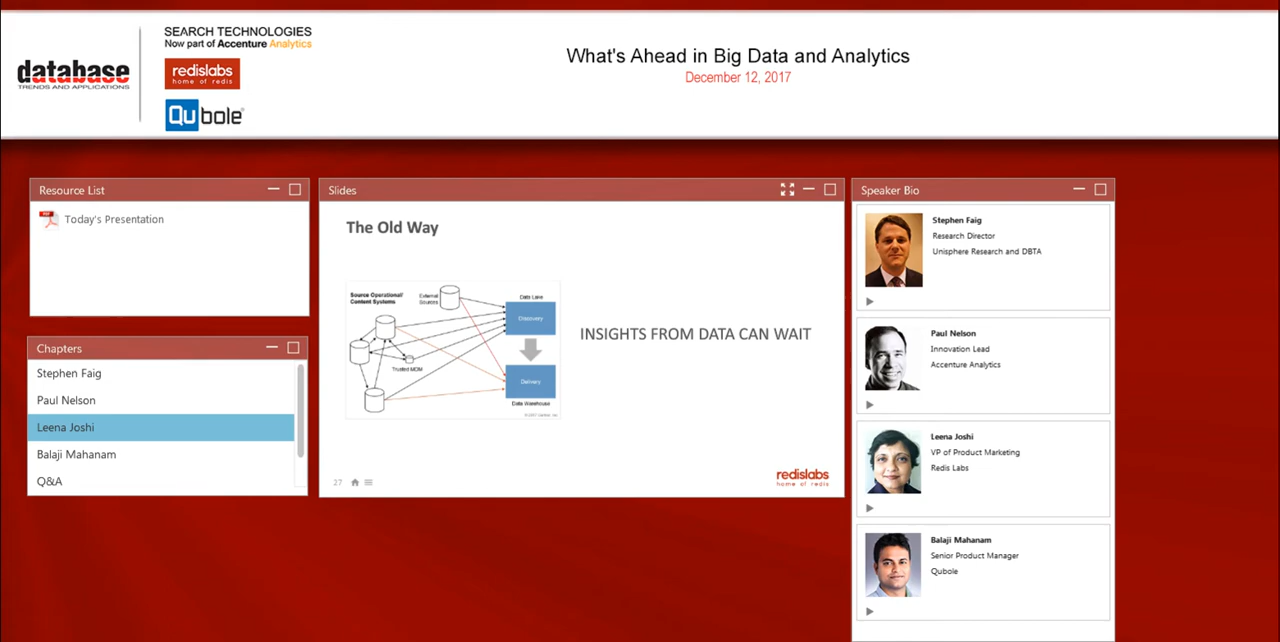 database
TRENDS AND APPLICATIONS
SEARCH TECHNOLOGIES
Now part of Accenture Analytics
redislabs
home of redis
Qubole
What's Ahead in Big Data and Analytics
December 12, 2017
Resource List
PDF
Today's Presentation
Chapters
Stephen Faig
Paul Nelson
Leena Joshi
Balaji Mahanam
Q&A
Slides
The Old Way
Source Operational/
Content Systems
External
Sources
Data Lake
Discovery
Trusted MDM
Delivery
Data Warehouse
INSIGHTS FROM DATA CAN WAIT
27
redislabs
home of redis
Speaker Bio
Stephen Faig
Research Director
Unisphere Research and DBTA
Paul Nelson
Innovation Lead
Accenture Analytics
Leena Joshi
VP of Product Marketing
Redis Labs
Balaji Mahanam
Senior Product Manager
Qubole